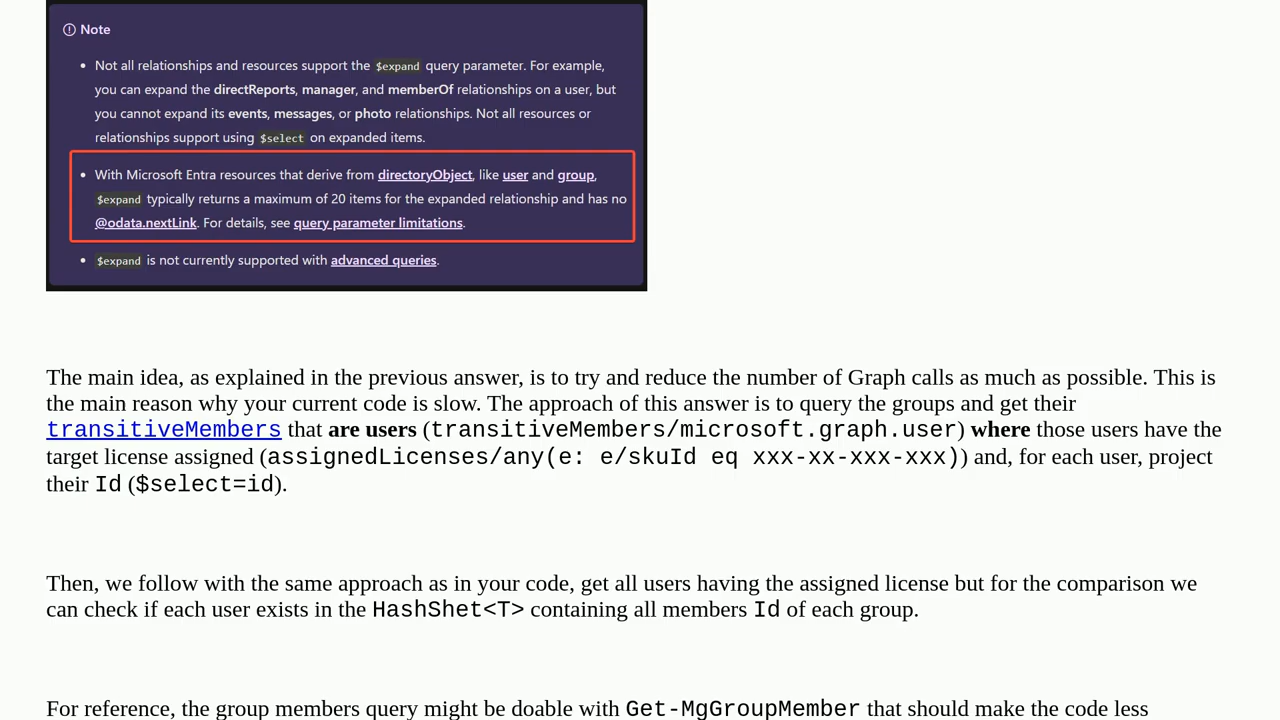 Note
Not all relationships and resources support the $expand query parameter. For example,
you can expand the directReports, manager, and memberOf relationships on a user, but
you cannot expand its events, messages, or photo relationships. Not all resources or
relationships support using $select on expanded items.
With Microsoft Entra resources that derive from directoryObject, like user and group,
$expand typically returns a maximum of 20 items for the expanded relationship and has no
@odata.nextLink. For details, see query parameter limitations.
$expand is not currently supported with advanced queries.
The main idea, as explained in the previous answer, is to try and reduce the number of Graph calls as much as possible. This is
the main reason why your current code is slow. The approach of this answer is to query the groups and get their
transitiveMembers that are users (transitiveMembers/microsoft.graph.user) where those users have the
target license assigned (assignedLicenses/any(e: e/skuId eq xxx-xx-xxx-xxx)) and, for each user, project
their Id ($select=id).
Then, we follow with the same approach as in your code, get all users having the assigned license but for the comparison we
can check if each user exists in the HashShet<T> containing all members Id of each group.
For reference, the group members query might be doable with Get-MgGroupMember that should make the code less